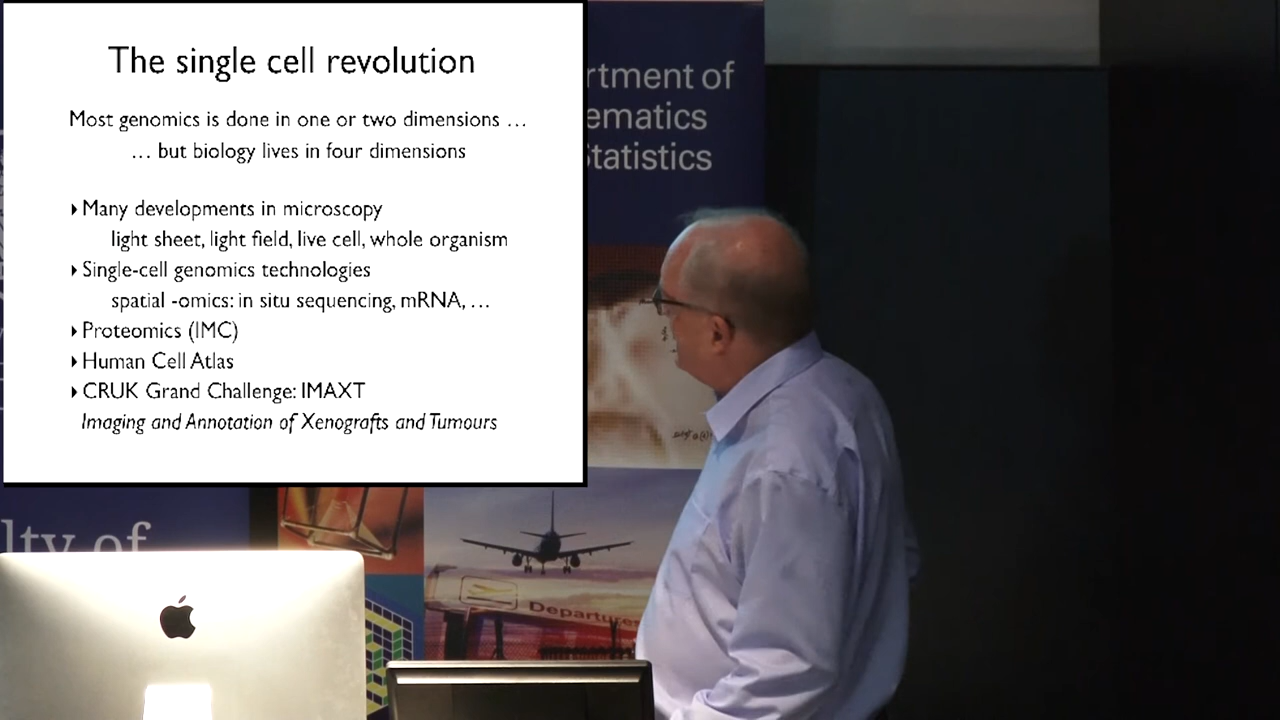 The single cell revolution
Most genomics is done in one or two dimensions …
… but biology lives in four dimensions
‣ Many developments in microscopy
light sheet, light field, live cell, whole organism
‣ Single-cell genomics technologies
spatial -omics: in situ sequencing, mRNA, …
‣ Proteomics (IMC)
‣ Human Cell Atlas
‣ CRUK Grand Challenge: IMAXT
Imaging and Annotation of Xenografts and Tumours
rtment of
ematics
Statistics
lty of
Departures